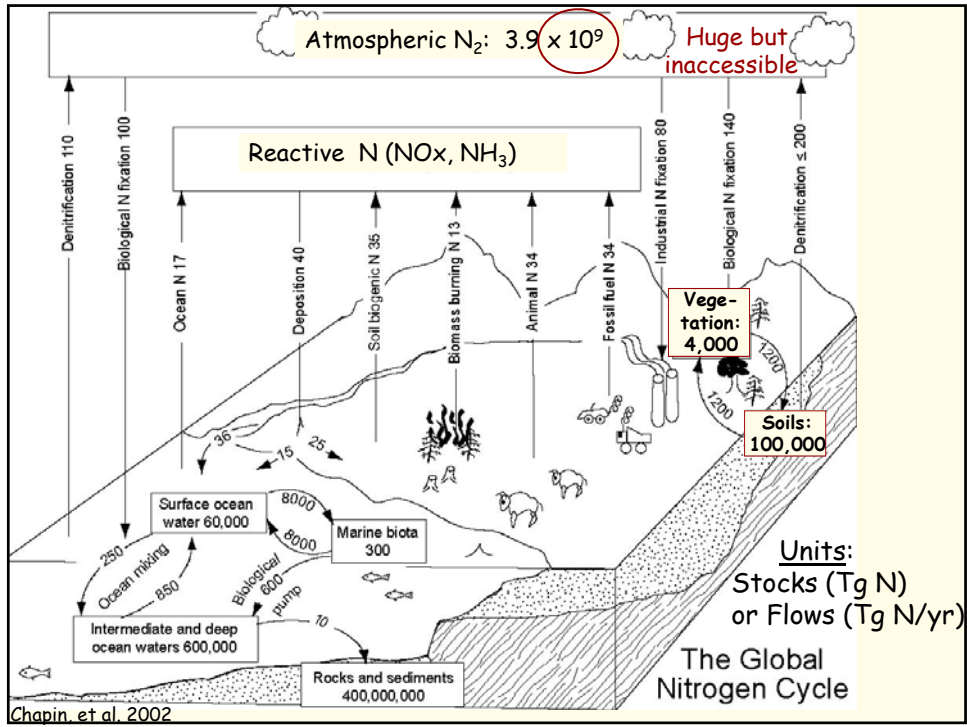 Atmospheric N₂: 3.9 x 10⁹
Huge but
inaccessible
Denitrification 110
Biological N fixation 100
Reactive N (NOx, NH₃)
Ocean N 17
Deposition 40
Soil biogenic N 35
Biomass burning N 13
Animal N 34
Fossil fuel N 34
Industrial N fixation 80
Biological N fixation 140
Denitrification ≤ 200
Vege-
tation:
4,000
1200
1200
Soils:
100,000
36
15
25
Surface ocean
water 60,000
8000
8000
Marine biota
300
250
Ocean mixing
850
Biological
600
pump
10
Intermediate and deep
ocean waters 600,000
Rocks and sediments
400,000,000
Units:
Stocks (Tg N)
or Flows (Tg N/yr)
The Global
Nitrogen Cycle
Chapin, et al. 2002